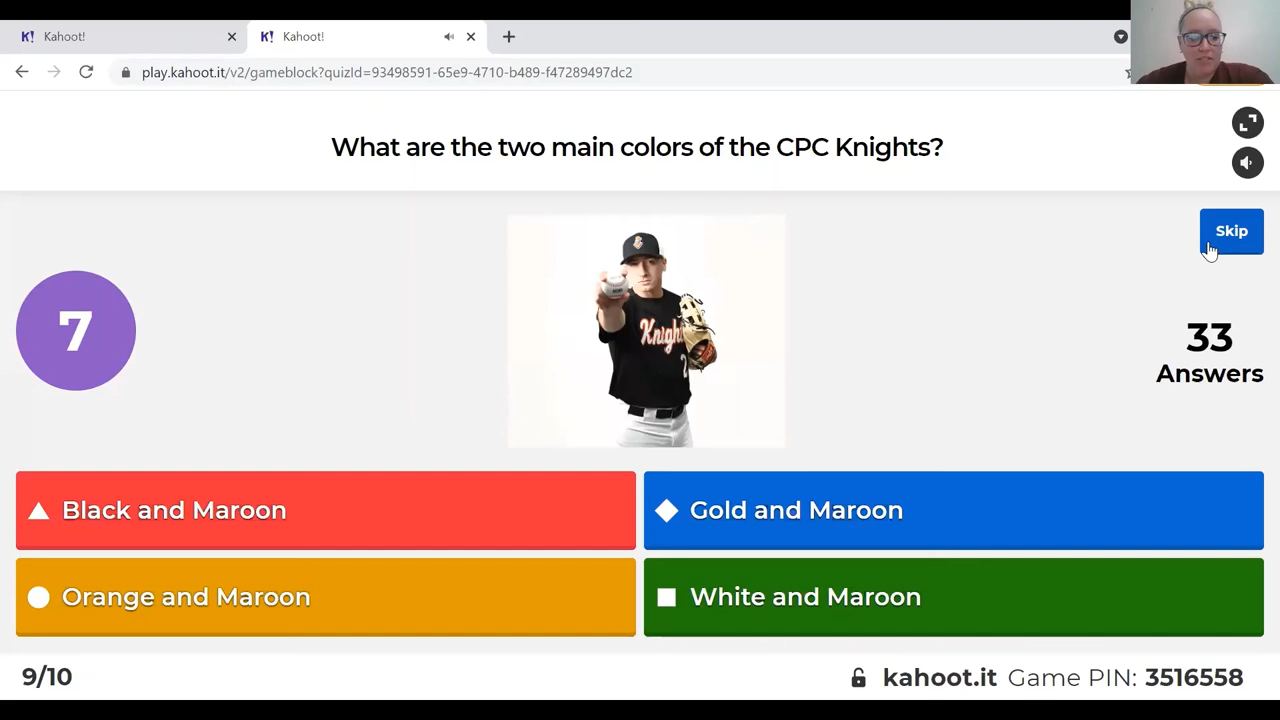 Kahoot!
Kahoot!
play.kahoot.it/v2/gameblock?quizId=93498591-65e9-4710-b489-f47289497dc2
What are the two main colors of the CPC Knights?
Skip
7
33
Answers
Black and Maroon
Gold and Maroon
Orange and Maroon
White and Maroon
9/10
kahoot.it Game PIN: 3516558